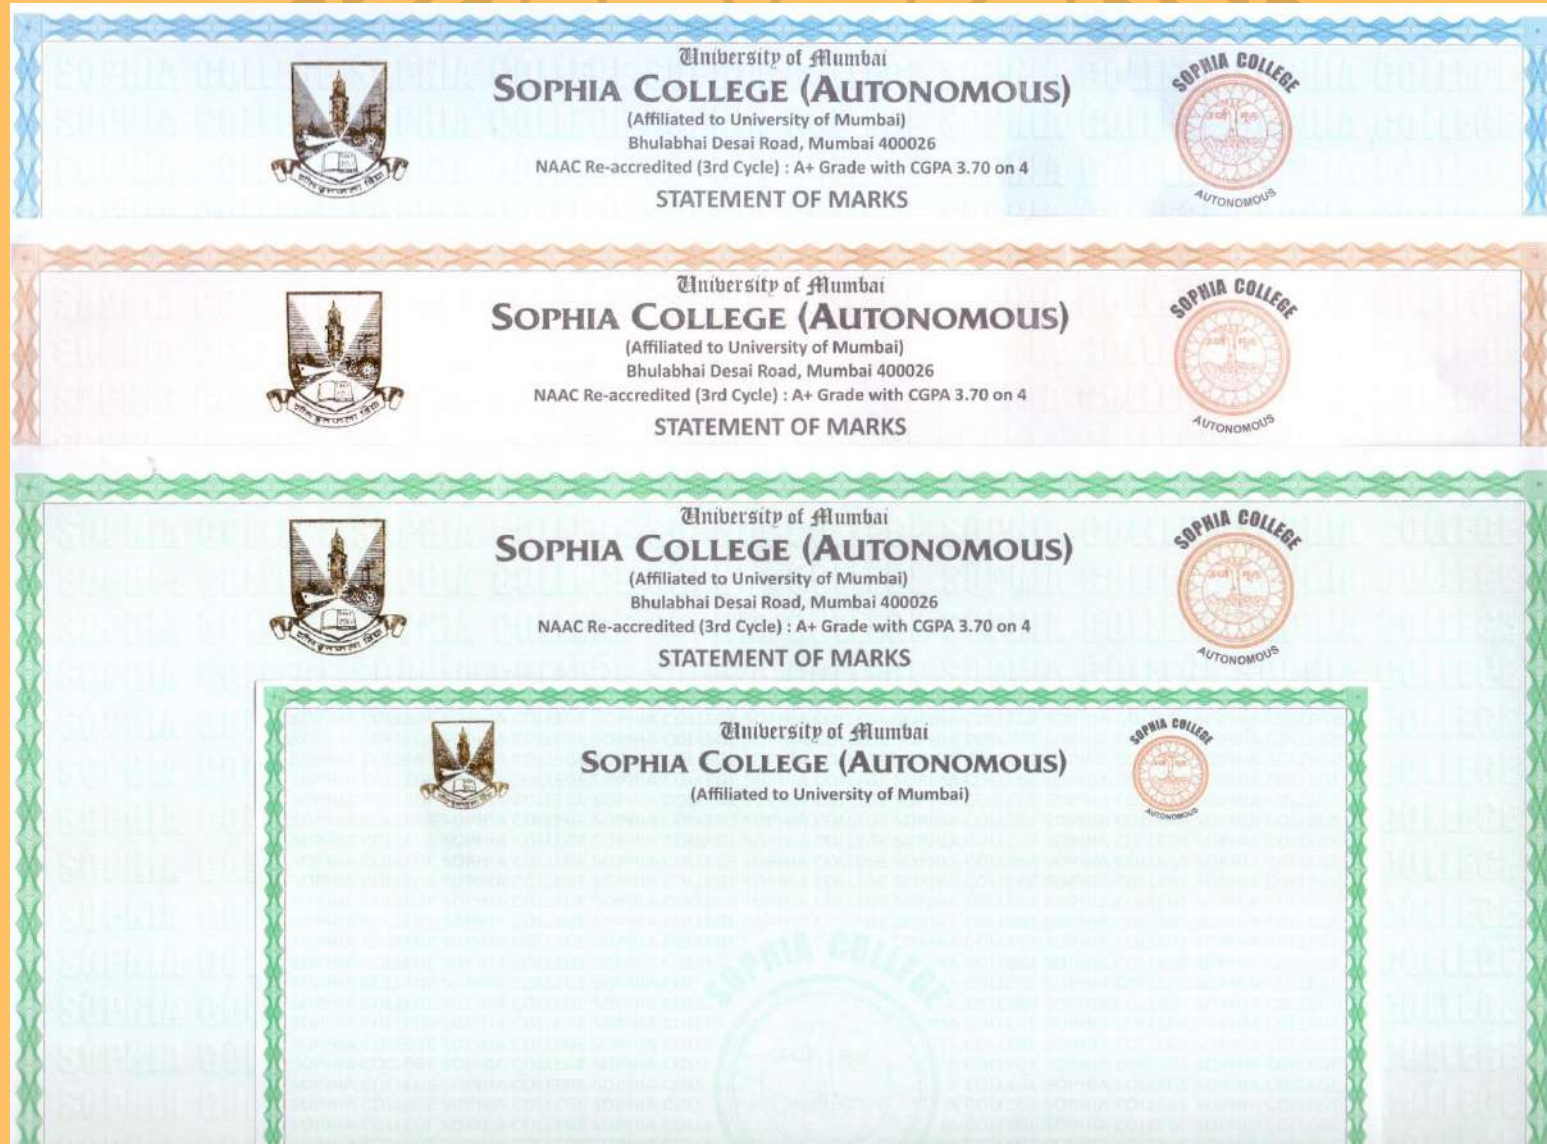 University of Mumbai
SOPHIA COLLEGE (AUTONOMOUS)
(Affiliated to University of Mumbai)
Bhulabhai Desai Road, Mumbai 400026
NAAC Re-accredited (3rd Cycle) : A+ Grade with CGPA 3.70 on 4
STATEMENT OF MARKS
SOPHIA COLLEGE
AUTONOMOUS
University of Mumbai
SOPHIA COLLEGE (AUTONOMOUS)
(Affiliated to University of Mumbai)
Bhulabhai Desai Road, Mumbai 400026
NAAC Re-accredited (3rd Cycle) : A+ Grade with CGPA 3.70 on 4
STATEMENT OF MARKS
SOPHIA COLLEGE
AUTONOMOUS
University of Mumbai
SOPHIA COLLEGE (AUTONOMOUS)
(Affiliated to University of Mumbai)
Bhulabhai Desai Road, Mumbai 400026
NAAC Re-accredited (3rd Cycle) : A+ Grade with CGPA 3.70 on 4
STATEMENT OF MARKS
SOPHIA COLLEGE
AUTONOMOUS
University of Mumbai
SOPHIA COLLEGE (AUTONOMOUS)
(Affiliated to University of Mumbai)
SOPHIA COLLEGE
AUTONOMOUS
SOPHIA COLLEGE